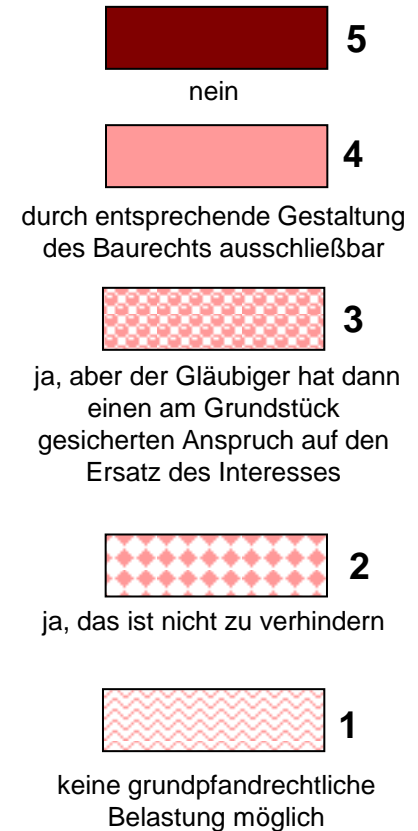 5
nein
4
durch entsprechende Gestaltung
des Baurechts ausschließbar
3
ja, aber der Gläubiger hat dann
einen am Grundstück
gesicherten Anspruch auf den
Ersatz des Interesses
2
ja, das ist nicht zu verhindern
1
keine grundpfandrechtliche
Belastung möglich